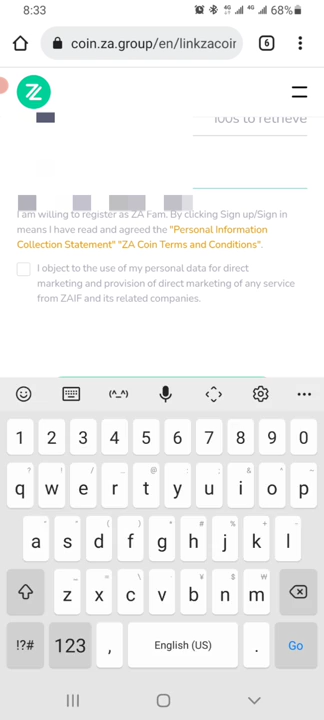 8:33
4G 4G 68%
coin.za.group/en/linkzacoir
6
100s to retrieve
I am willing to register as ZA Fam. By clicking Sign up/Sign in
means I have read and agreed the "Personal Information
Collection Statement" "ZA Coin Terms and Conditions".
I object to the use of my personal data for direct
marketing and provision of direct marketing of any service
from ZAIF and its related companies.
(^_^)
1 2 3 4 5 6 7 8 9 0
q w e r t y u i o p
a s d f g h j k l
z x c v b n m
!?# 123 , English (US) . Go